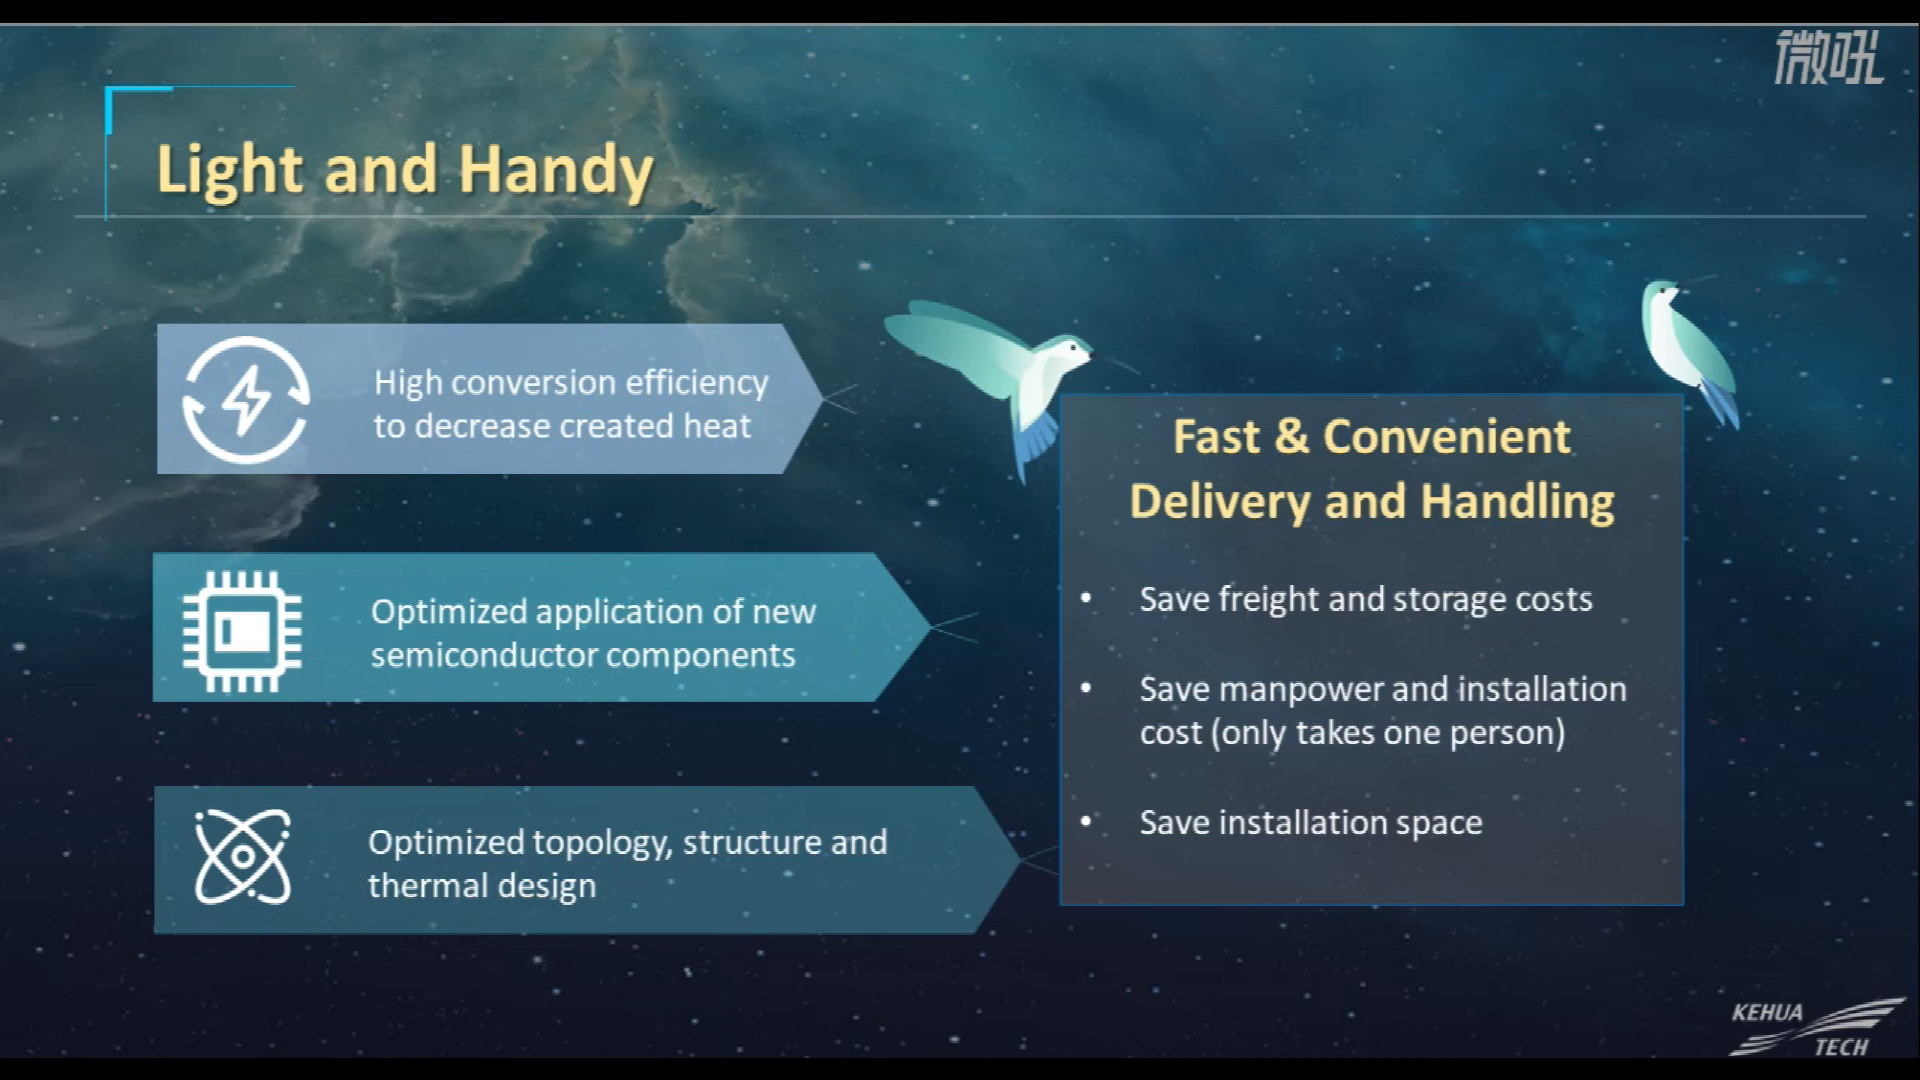 微吼
Light and Handy
High conversion efficiency
to decrease created heat
Optimized application of new
semiconductor components
Optimized topology, structure and
thermal design
Fast & Convenient
Delivery and Handling
• Save freight and storage costs
• Save manpower and installation
cost (only takes one person)
• Save installation space
KEHUA
TECH